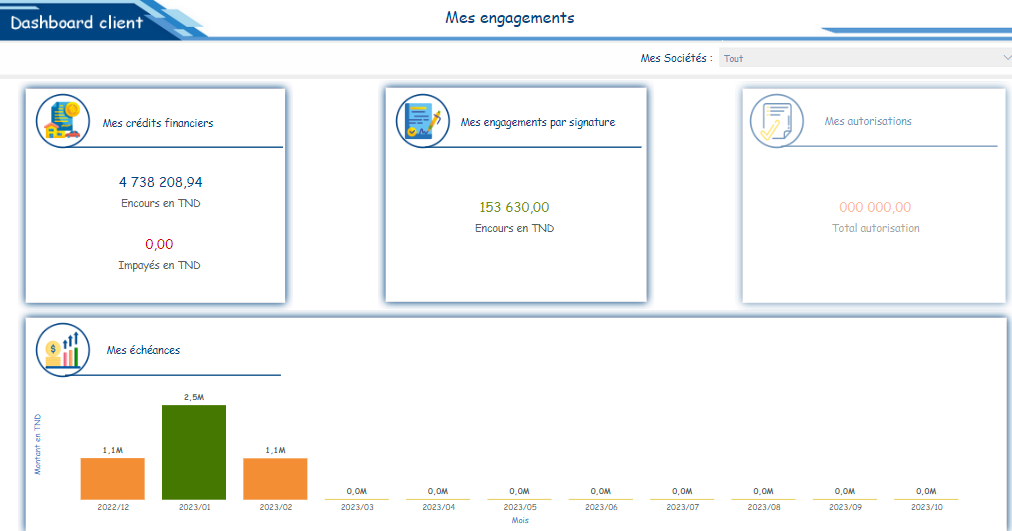 Dashboard client
Mes engagements
Mes Sociétés :
Tout
Mes crédits financiers
4 738 208,94
Encours en TND
0,00
Impayés en TND
Mes engagements par signature
153 630,00
Encours en TND
Mes autorisations
000 000,00
Total autorisation
Mes échéances
Montant en TND
1,1M 2,5M 1,1M 0,0M 0,0M 0,0M 0,0M 0,0M 0,0M 0,0M 0,0M
2022/12 2023/01 2023/02 2023/03 2023/04 2023/05 2023/06 2023/07 2023/08 2023/09 2023/10
Mois